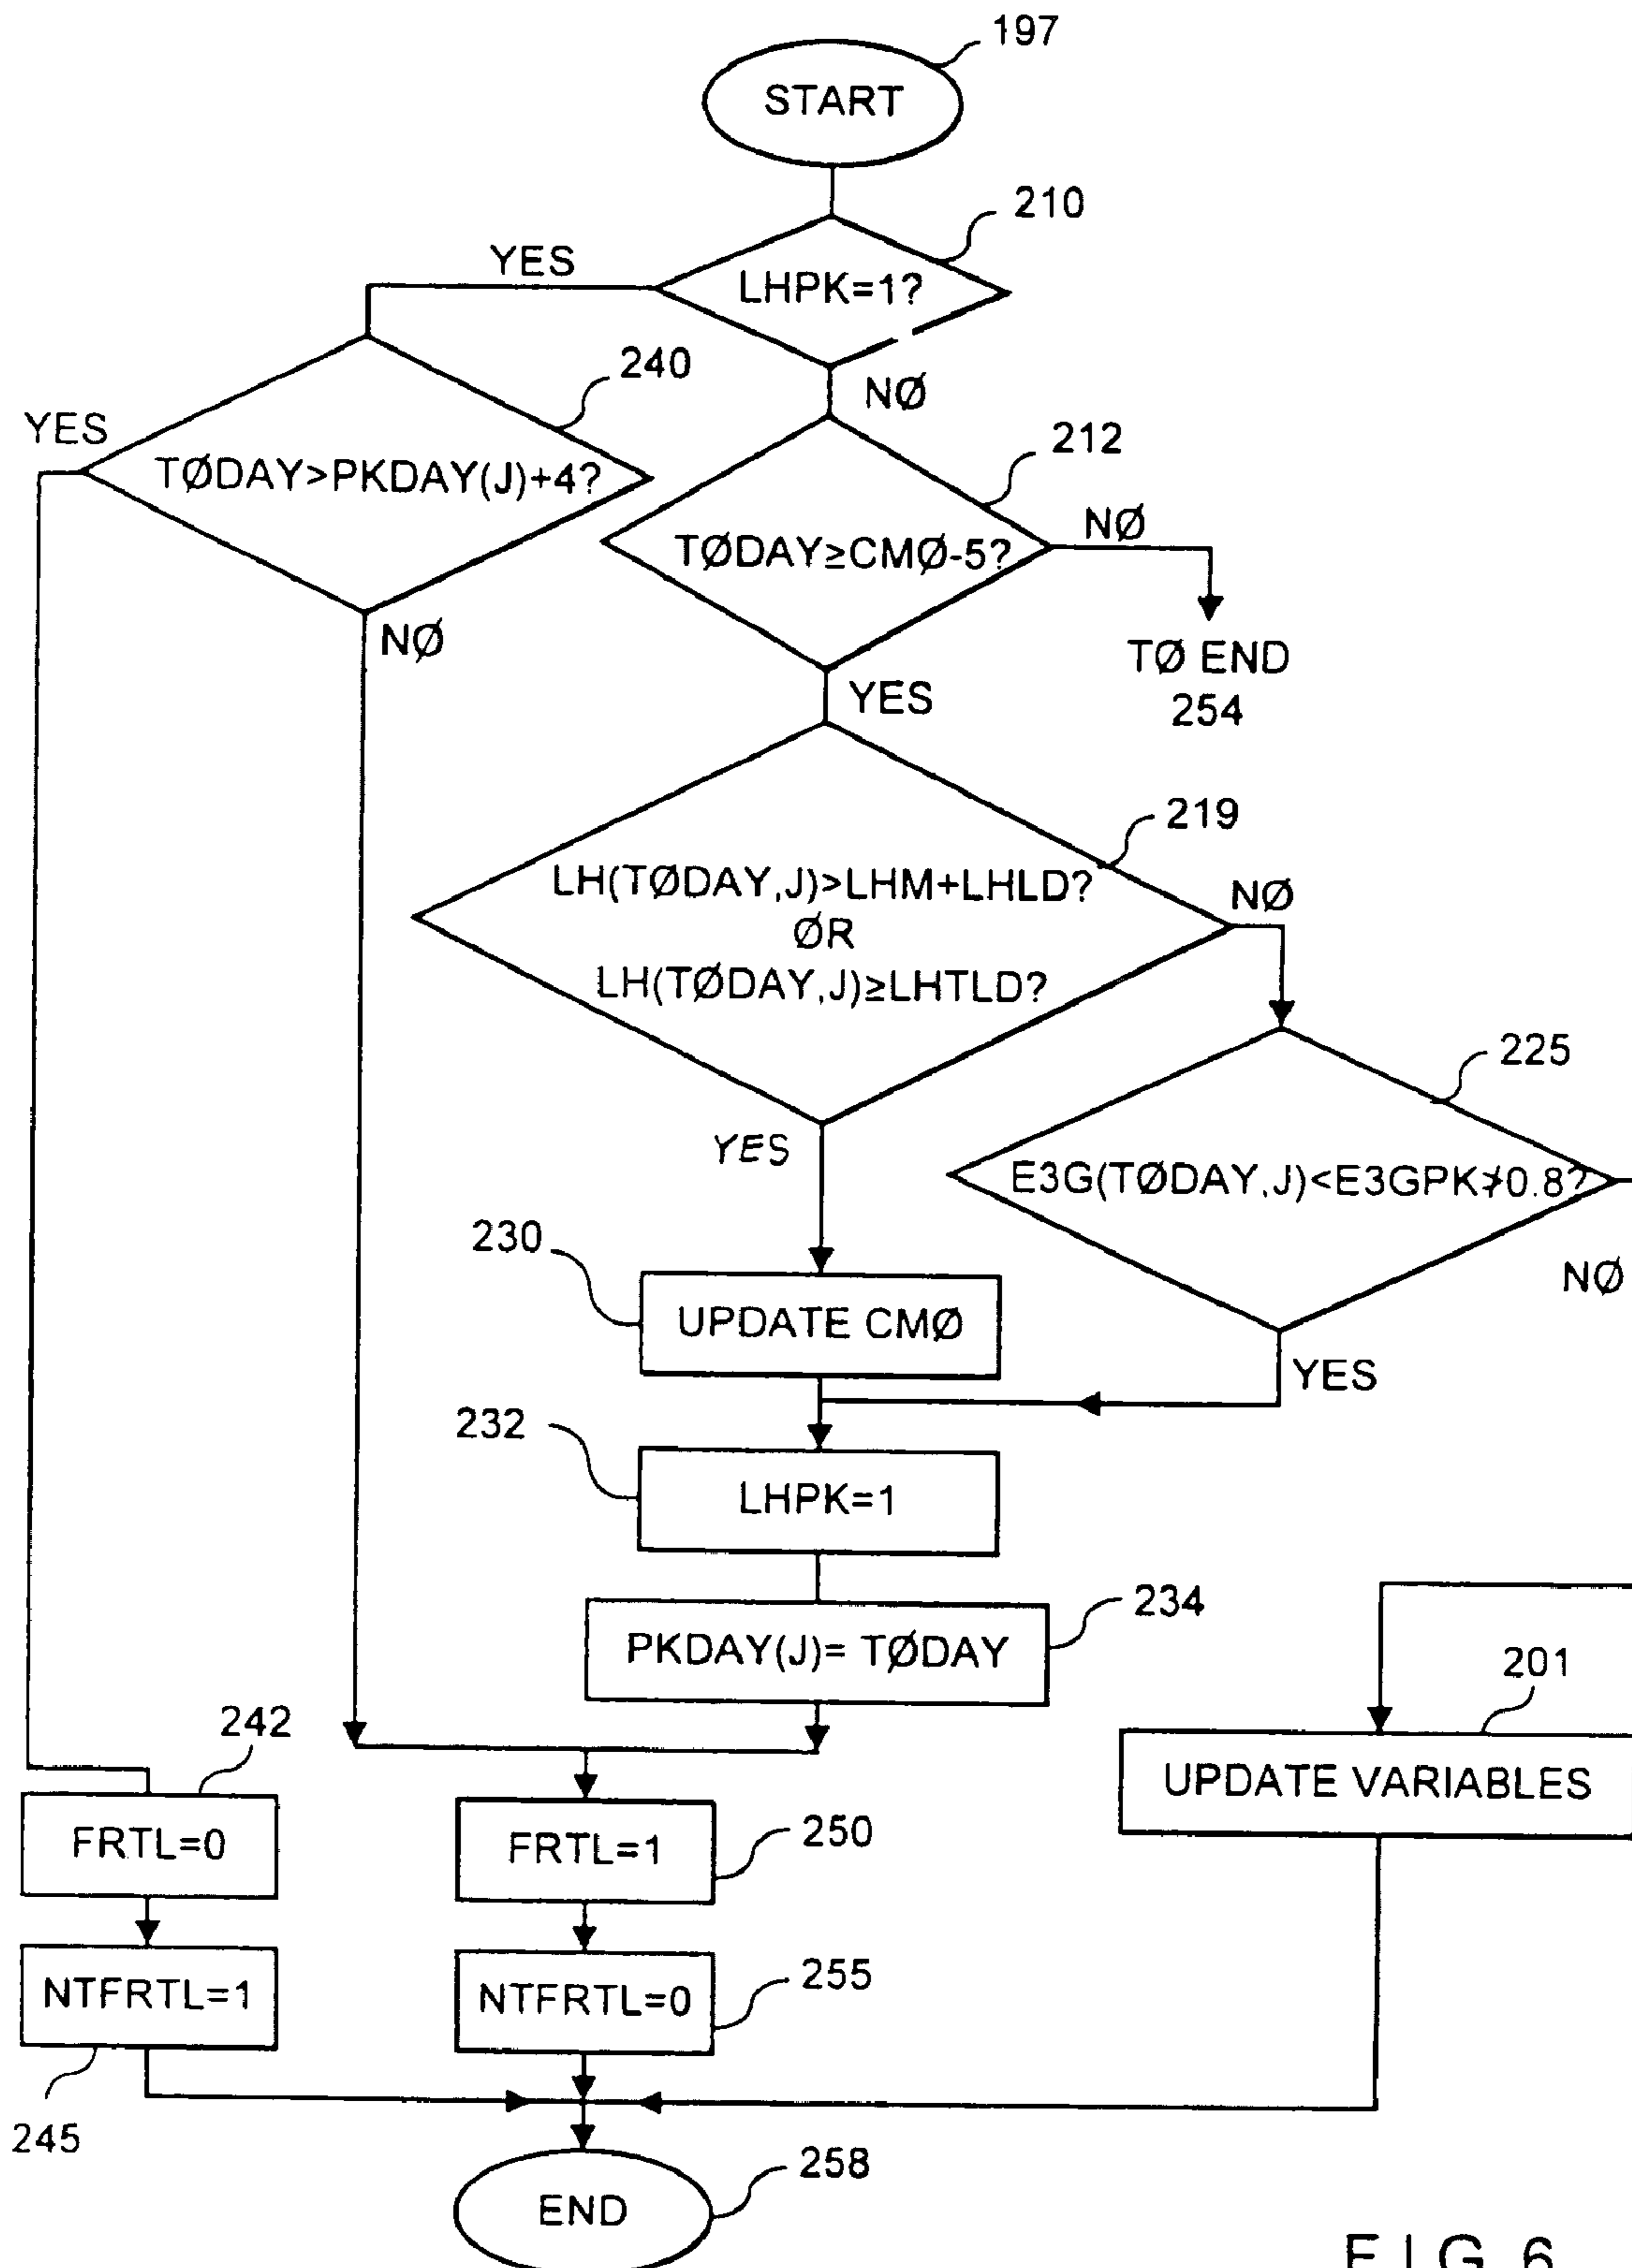 197
START
210
YES
LHPK=1?
240
NØ
212
YES
TØDAY>PKDAY(J)+4?
NØ
TØDAY≥CMØ-5?
NØ
TØ END
254
YES
219
LH(TØDAY,J)>LHM+LHLD?
ØR
LH(TØDAY,J)≥LHTLD?
NØ
225
YES
E3G(TØDAY,J)<E3GPK*0.8?
230
NØ
UPDATE CMØ
YES
232
LHPK=1
234
PKDAY(J)= TØDAY
201
242
UPDATE VARIABLES
FRTL=0
FRTL=1
250
NTFRTL=1
NTFRTL=0
255
245
258
END
FIG 6